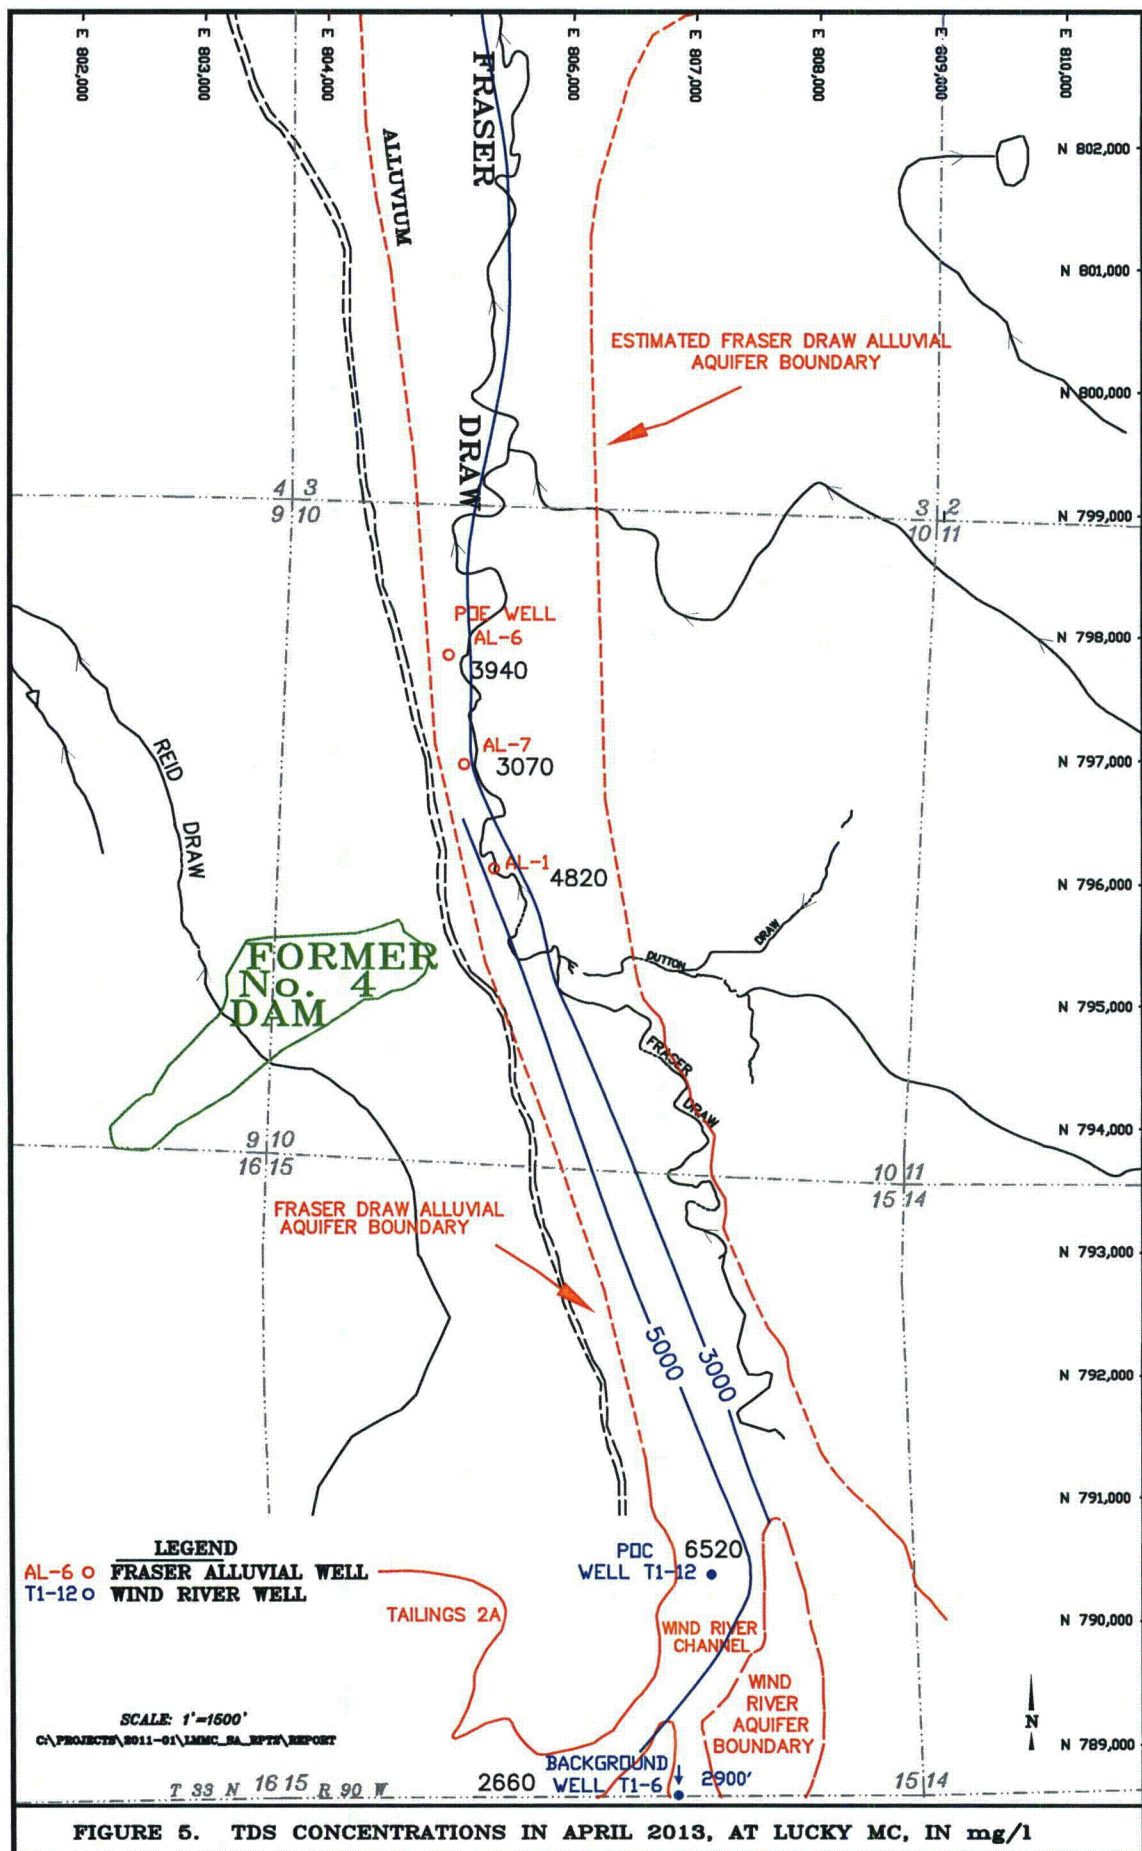 E 802,000
E 803,000
E 804,000
E 806,000
E 807,000
E 808,000
E 809,000
E 810,000
N 802,000
N 801,000
N 800,000
N 799,000
N 798,000
N 797,000
N 796,000
N 795,000
N 794,000
N 793,000
N 792,000
N 791,000
N 790,000
N 789,000
FRASER
DRAW
ALLUVIUM
ESTIMATED FRASER DRAW ALLUVIAL
AQUIFER BOUNDARY
4 3
9 10
3 2
10 11
POE WELL
AL-6
3940
AL-7
3070
AL-1
4820
REID
DRAW
DUTTON
DRAW
FORMER
No. 4
DAM
FRASER
DRAW
9 10
16 15
10 11
15 14
FRASER DRAW ALLUVIAL
AQUIFER BOUNDARY
5000
3000
LEGEND
AL-6 FRASER ALLUVIAL WELL
T1-12 WIND RIVER WELL
POC 6520
WELL T1-12
TAILINGS 2A
WIND RIVER
CHANNEL
WIND
RIVER
AQUIFER
BOUNDARY
SCALE: 1"=1600'
C:\PROJECTS\2011-01\LMMC_SA_RPTS\REPORT
N
BACKGROUND
WELL T1-6
2900'
2660
T 33 N 16 15 R 90 W
15 14
FIGURE 5. TDS CONCENTRATIONS IN APRIL 2013, AT LUCKY MC, IN mg/l